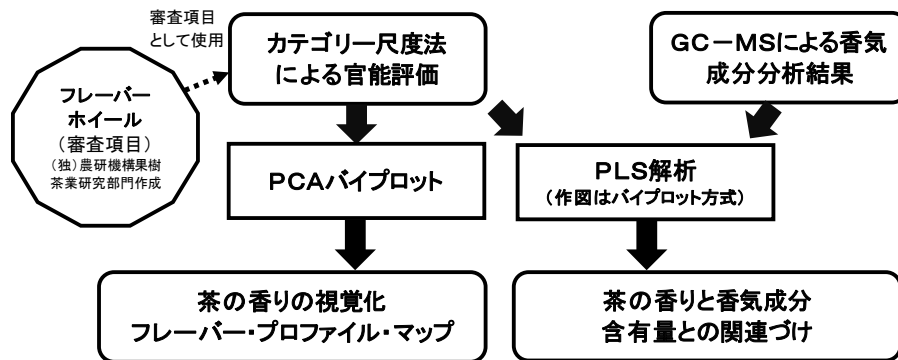 審査項目
として使用
カテゴリー尺度法
による官能評価
GC－MSによる香気
成分分析結果
フレーバー
ホイール
(審査項目)
(独)農研機構果樹
茶業研究部門作成
PCAバイプロット
PLS解析
(作図はバイプロット方式)
茶の香りの視覚化
フレーバー・プロファイル・マップ
茶の香りと香気成分
含有量との関連づけ